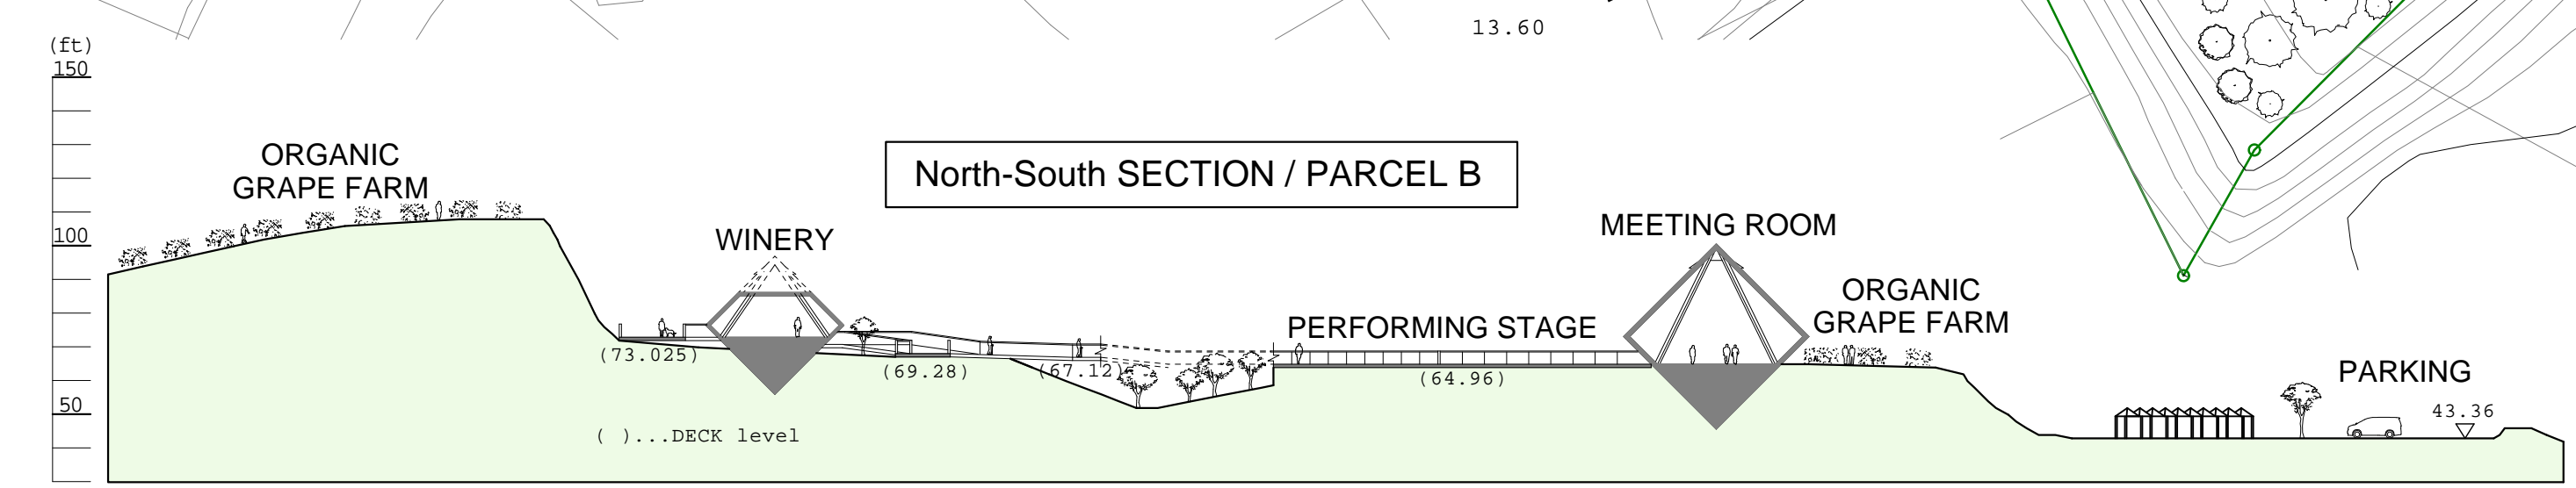 13.60
(ft)
150
100
50
ORGANIC
GRAPE FARM
WINERY
North-South SECTION / PARCEL B
MEETING ROOM
ORGANIC
GRAPE FARM
PERFORMING STAGE
PARKING
(73.025)
(69.28)
(67.12)
(64.96)
43.36
( )...DECK level